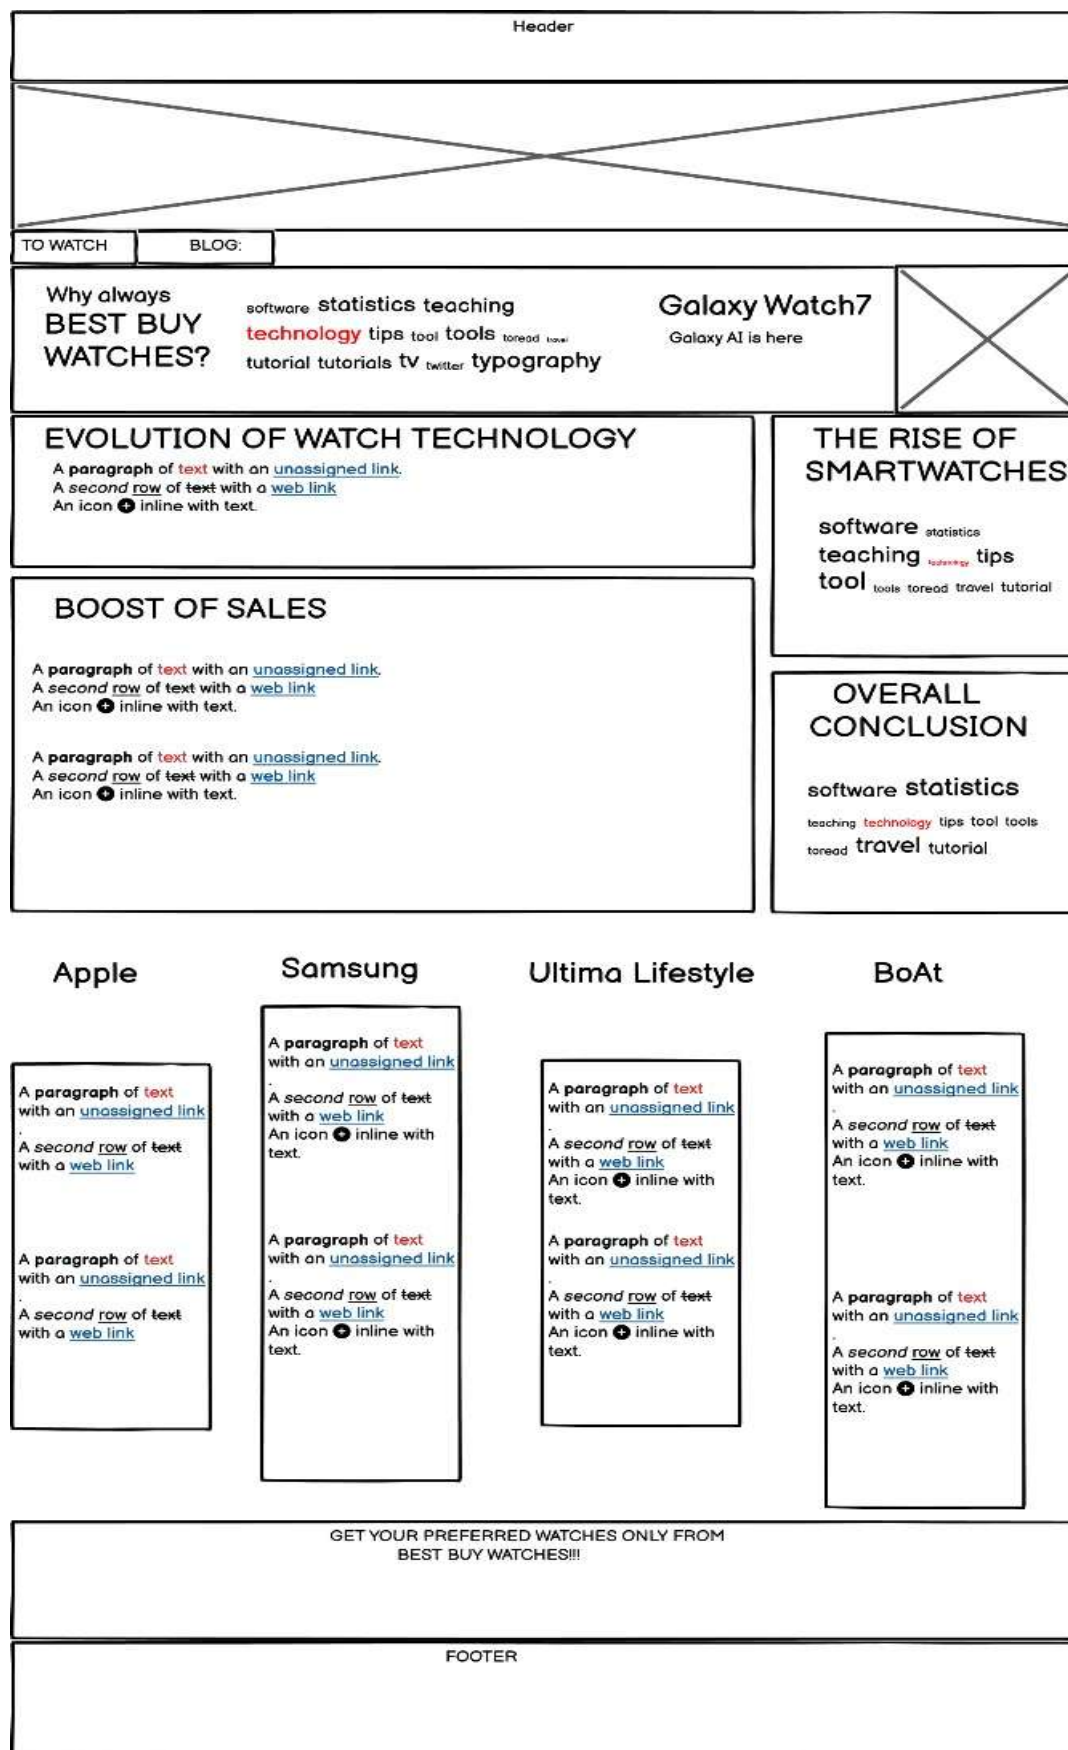 Header
TO WATCH
BLOG:
Why always
BEST BUY
WATCHES?
software statistics teaching
technology tips tool tools toread travel
tutorial tutorials tv twitter typography
Galaxy Watch7
Galaxy AI is here
EVOLUTION OF WATCH TECHNOLOGY
A paragraph of text with an unassigned link.
A second row of text with a web link
An icon inline with text.
THE RISE OF
SMARTWATCHES
software statistics
teaching technology tips
tool tools toread travel tutorial
BOOST OF SALES
A paragraph of text with an unassigned link.
A second row of text with a web link
An icon inline with text.
A paragraph of text with an unassigned link.
A second row of text with a web link
An icon inline with text.
OVERALL
CONCLUSION
software statistics
teaching technology tips tool tools
toread travel tutorial
Apple
A paragraph of text
with an unassigned link
.
A second row of text
with a web link
A paragraph of text
with an unassigned link
.
A second row of text
with a web link
Samsung
A paragraph of text
with an unassigned link
.
A second row of text
with a web link
An icon inline with
text.
A paragraph of text
with an unassigned link
.
A second row of text
with a web link
An icon inline with
text.
Ultima Lifestyle
A paragraph of text
with an unassigned link
.
A second row of text
with a web link
An icon inline with
text.
A paragraph of text
with an unassigned link
.
A second row of text
with a web link
An icon inline with
text.
BoAt
A paragraph of text
with an unassigned link
.
A second row of text
with a web link
An icon inline with
text.
A paragraph of text
with an unassigned link
.
A second row of text
with a web link
An icon inline with
text.
GET YOUR PREFERRED WATCHES ONLY FROM
BEST BUY WATCHES!!!
FOOTER